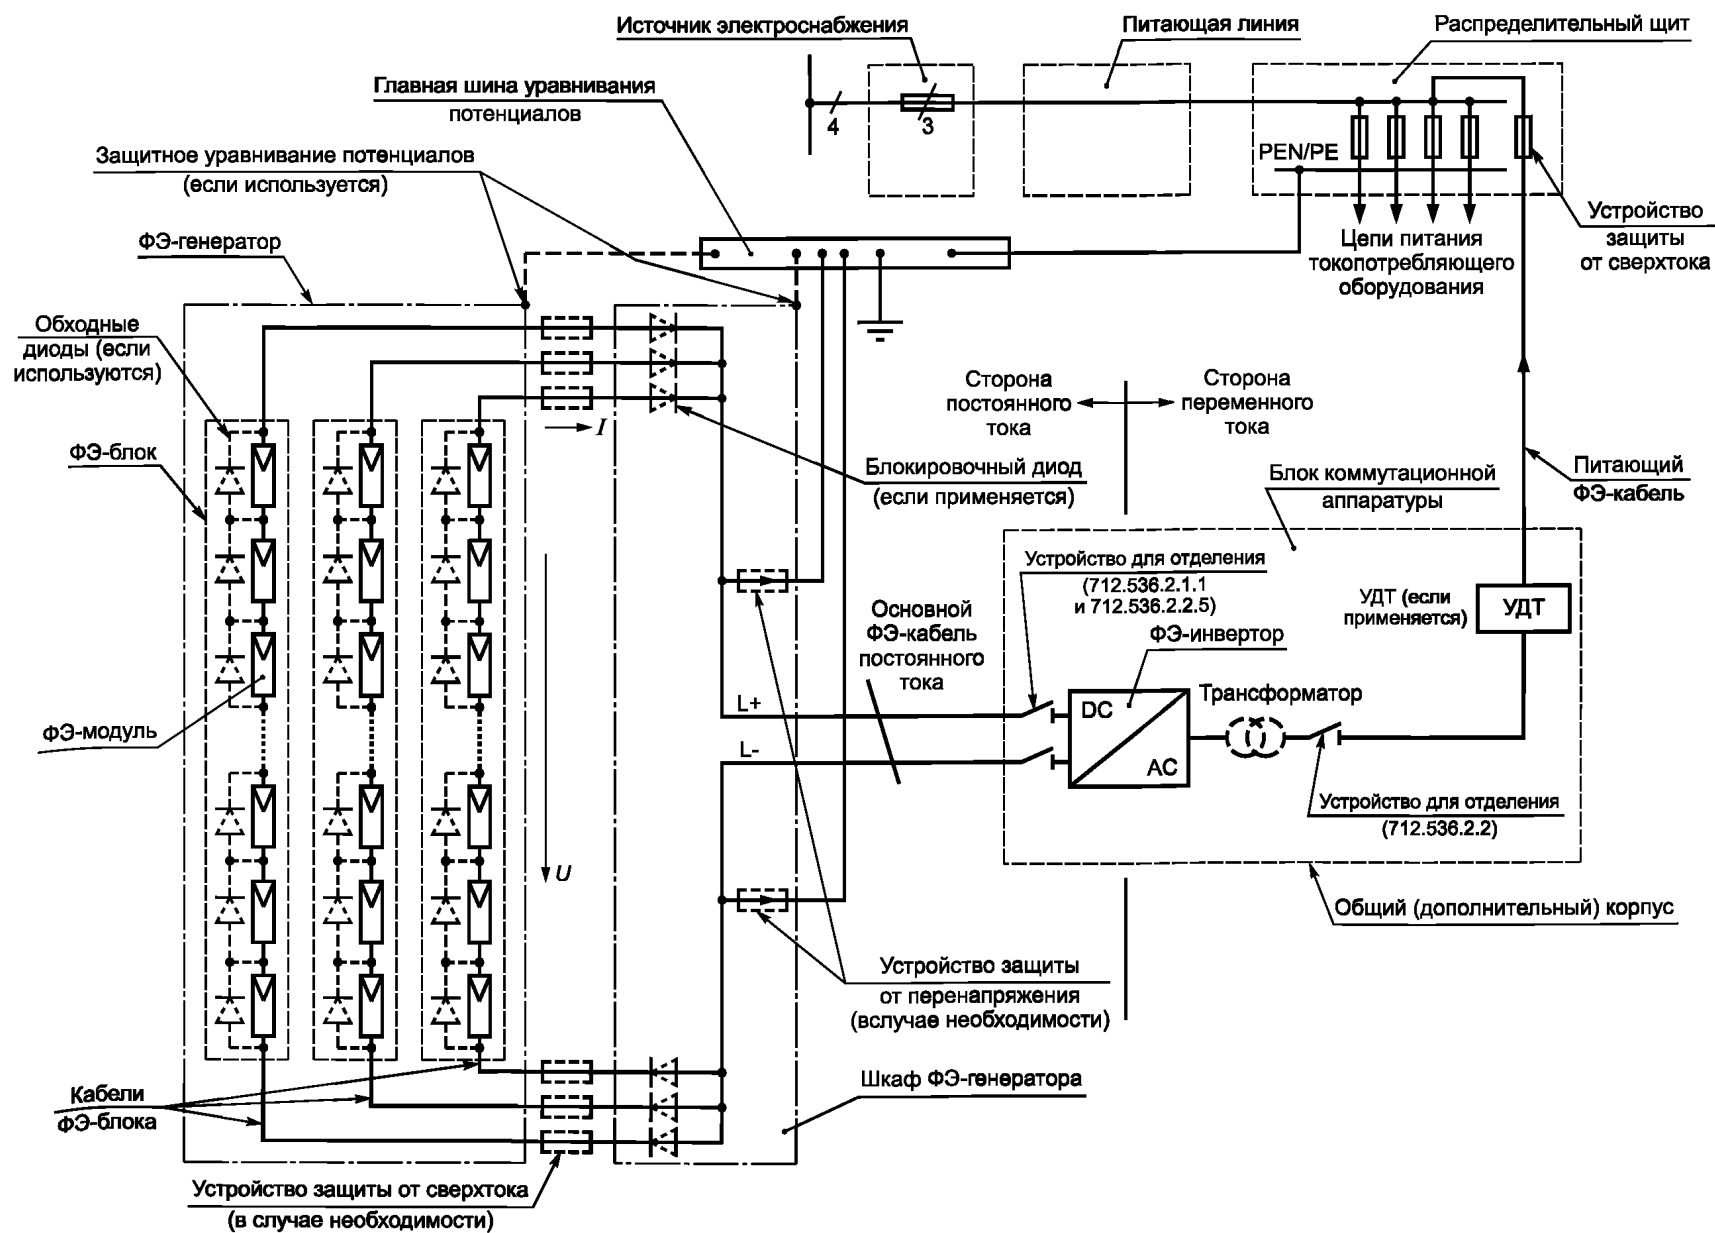 Источник электроснабжения
Питающая линия
Распределительный щит
Главная шина уравнивания
потенциалов
4
3
PEN/PE
Защитное уравнивание потенциалов
(если используется)
Устройство
защиты
от сверхтока
Цепи питания
токопотребляющего
оборудования
ФЭ-генератор
Обходные
диоды (если
используются)
I
Сторона
постоянного
тока
Сторона
переменного
тока
ФЭ-блок
Блокировочный диод
(если применяется)
Блок коммутационной
аппаратуры
Питающий
ФЭ-кабель
Устройство для отделения
(712.536.2.1.1
и 712.536.2.2.5)
УДТ (если
применяется)
УДТ
Основной
ФЭ-кабель
постоянного
тока
ФЭ-инвертор
L+
DC
Трансформатор
ФЭ-модуль
L-
AC
Устройство для отделения
(712.536.2.2)
U
Общий (дополнительный) корпус
Устройство защиты
от перенапряжения
(вслучае необходимости)
Шкаф ФЭ-генератора
Кабели
ФЭ-блока
Устройство защиты от сверхтока
(в случае необходимости)